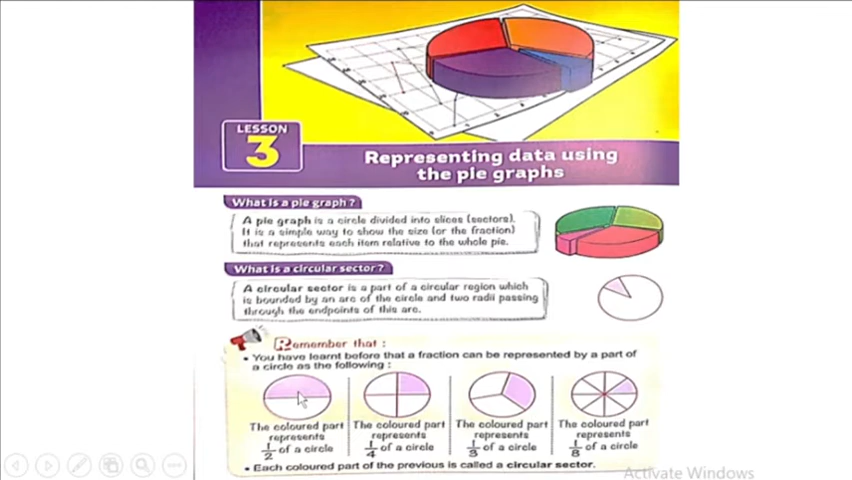 LESSON
3
Representing data using
the pie graphs
What is a pie graph ?
A pie graph is a circle divided into slices (sectors).
It is a simple way to show the size (or the fraction)
that represents each item relative to the whole pie.
What is a circular sector ?
A circular sector is a part of a circular region which
is bounded by an arc of the circle and two radii passing
through the endpoints of this arc.
Remember that :
• You have learnt before that a fraction can be represented by a part of
a circle as the following :
The coloured part
represents
1/2 of a circle
The coloured part
represents
1/4 of a circle
The coloured part
represents
1/3 of a circle
The coloured part
represents
1/8 of a circle
• Each coloured part of the previous is called a circular sector.
Activate Windows